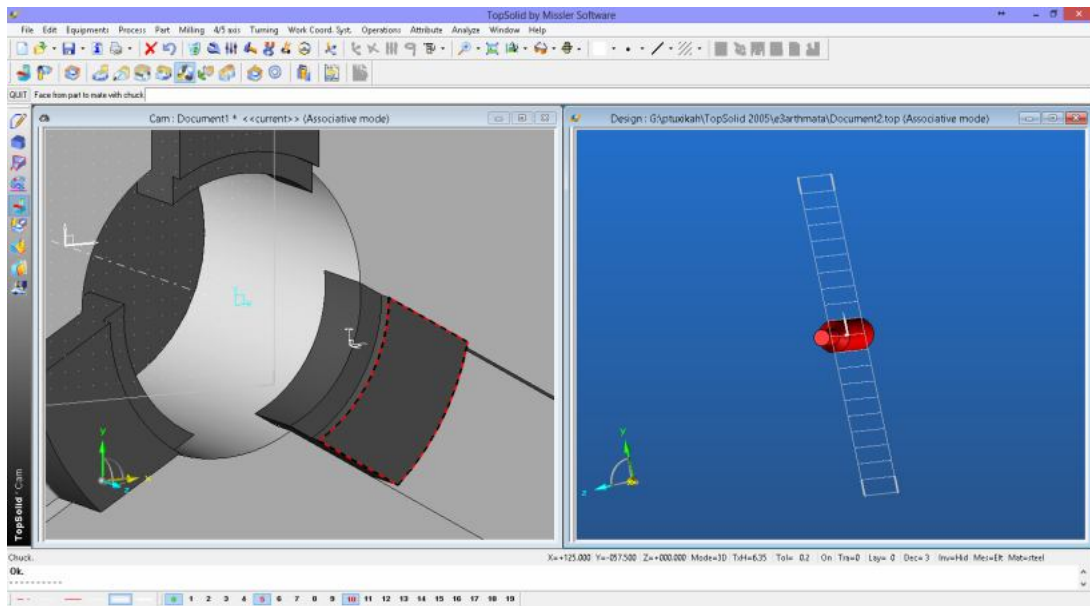 TopSolid by Missler Software
File Edit Equipments Process Part Milling 4/5 axis Turning Work Coord. Syst. Operations Attribute Analyze Window Help
QUIT Face from part to mate with chuck
Cam : Document1 * <<current>> (Associative mode)
Design : G:\ptuxikah\TopSolid 2005\e3arthmata\Document2.top (Associative mode)
y
x
z
y
z
TopSolid'Cam
Chuck.
X=+125.000 Y=-057.500 Z=+000.000 Mode=3D TxH=6.35 Tol= 0.2 On Tra=0 Lay= 0 Dec= 3 Inv=Hid Mes=Elt Mat=steel
Ok.
----------
0 1 2 3 4 5 6 7 8 9 10 11 12 13 14 15 16 17 18 19